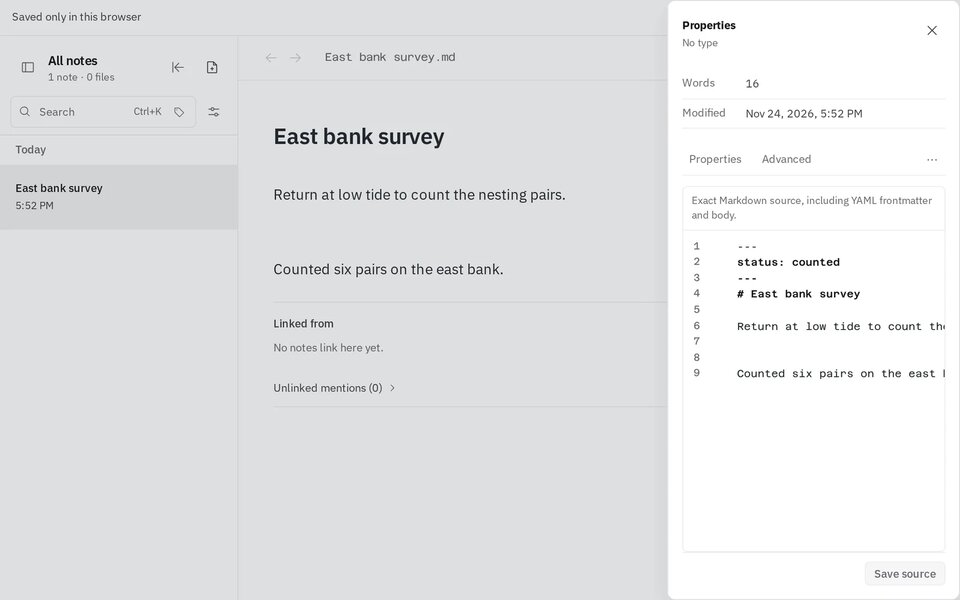 Saved only in this browser
All notes
1 note · 0 files
Search Ctrl+K
Today
East bank survey
5:52 PM
East bank survey.md
East bank survey
Return at low tide to count the nesting pairs.
Counted six pairs on the east bank.
Linked from
No notes link here yet.
Unlinked mentions (0)
Properties
No type
Words 16
Modified Nov 24, 2026, 5:52 PM
Properties Advanced ...
Exact Markdown source, including YAML frontmatter
and body.
1 ---
2 status: counted
3 ---
4 # East bank survey
5
6 Return at low tide to count the
7
8
9 Counted six pairs on the east
Save source